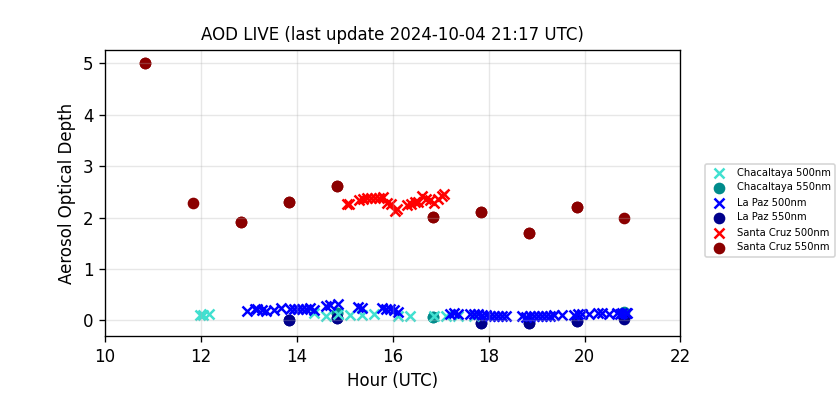 AOD LIVE (last update 2024-10-04 21:17 UTC)
Aerosol Optical Depth
5
4
3
2
1
0
10 12 14 16 18 20 22
Hour (UTC)
Chacaltaya 500nm
Chacaltaya 550nm
La Paz 500nm
La Paz 550nm
Santa Cruz 500nm
Santa Cruz 550nm